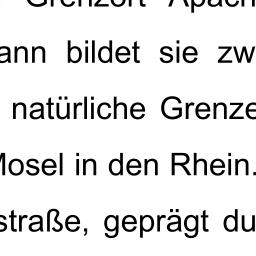 Grenzort Apach
ann bildet sie zw
natürliche Grenze
Mosel in den Rhein.
straße, geprägt du